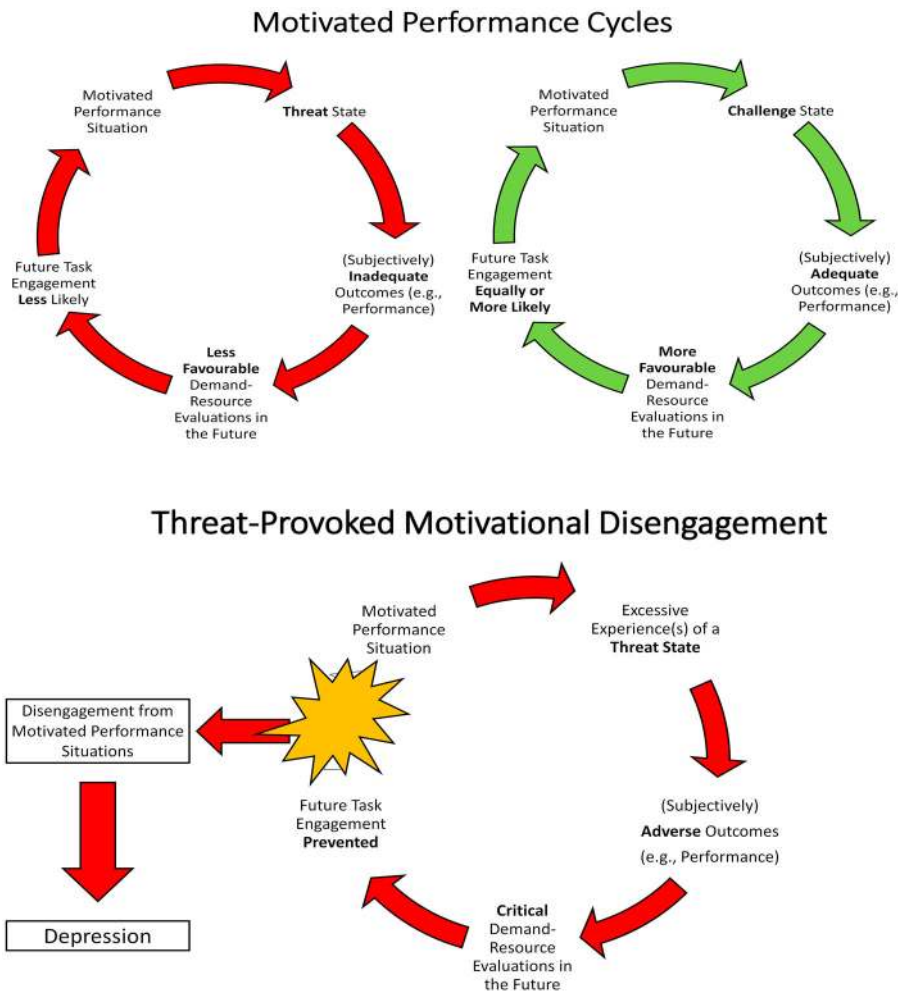 Motivated Performance Cycles
Motivated
Performance
Situation
Threat State
(Subjectively)
Inadequate
Outcomes (e.g.,
Performance)
Less
Favourable
Demand-
Resource
Evaluations in
the Future
Future Task
Engagement
Less Likely
Motivated
Performance
Situation
Challenge State
(Subjectively)
Adequate
Outcomes (e.g.,
Performance)
More
Favourable
Demand-
Resource
Evaluations in
the Future
Future Task
Engagement
Equally or
More Likely
Threat-Provoked Motivational Disengagement
Motivated
Performance
Situation
Excessive
Experience(s) of a
Threat State
(Subjectively)
Adverse Outcomes
(e.g., Performance)
Critical
Demand-
Resource
Evaluations in
the Future
Future Task
Engagement
Prevented
Disengagement from
Motivated Performance
Situations
Depression